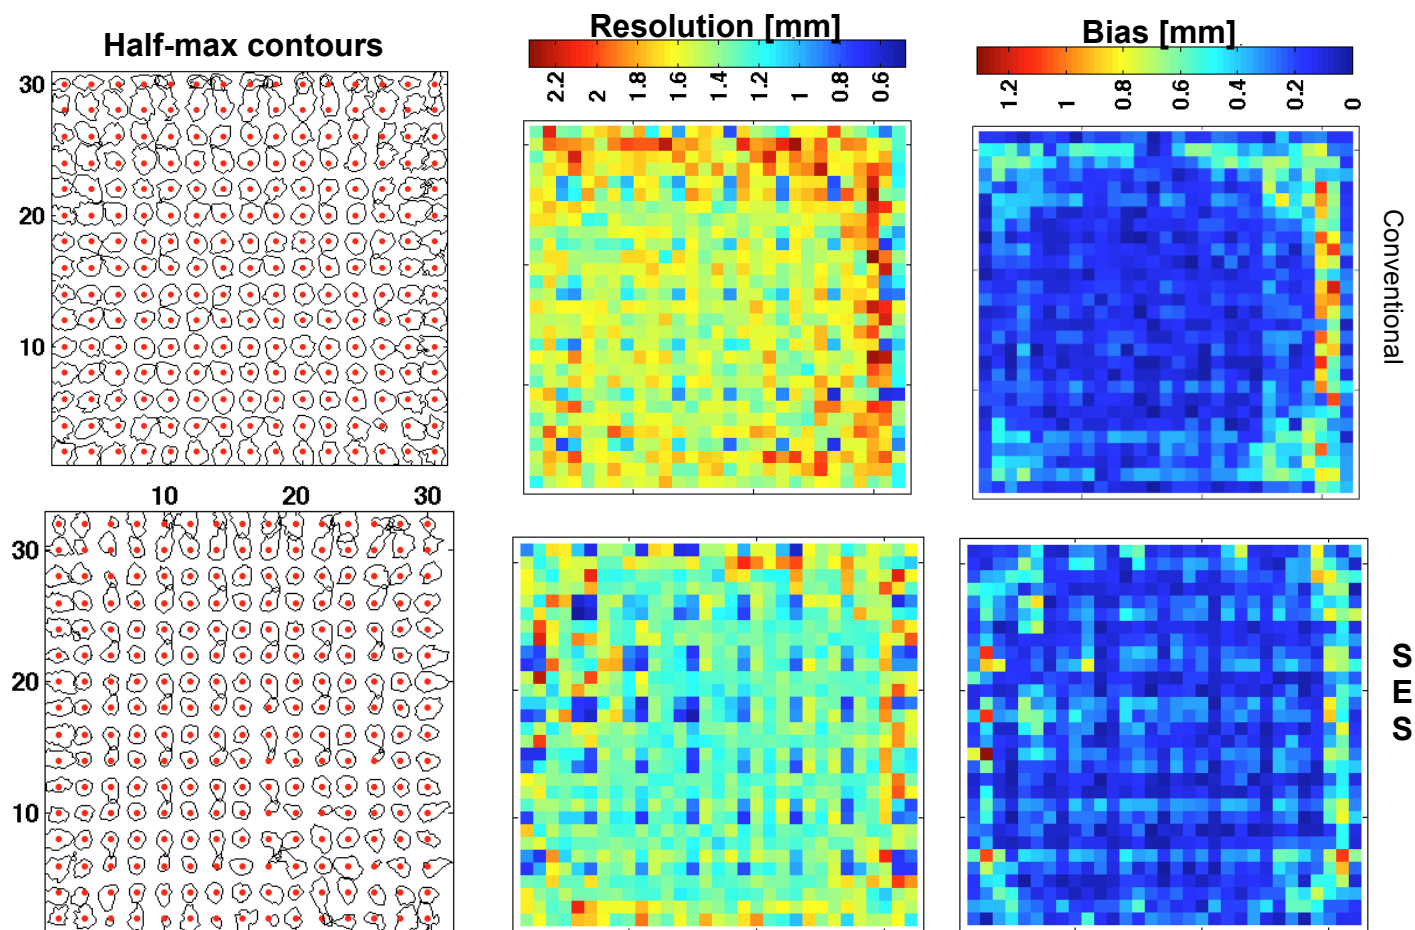 Half-max contours
Resolution [mm]
Bias [mm]
2.2 2 1.8 1.6 1.4 1.2 1 0.8 0.6
1.2 1 0.8 0.6 0.4 0.2 0
30
20
10
Conventional
10 20 30
30
20
10
S
E
S